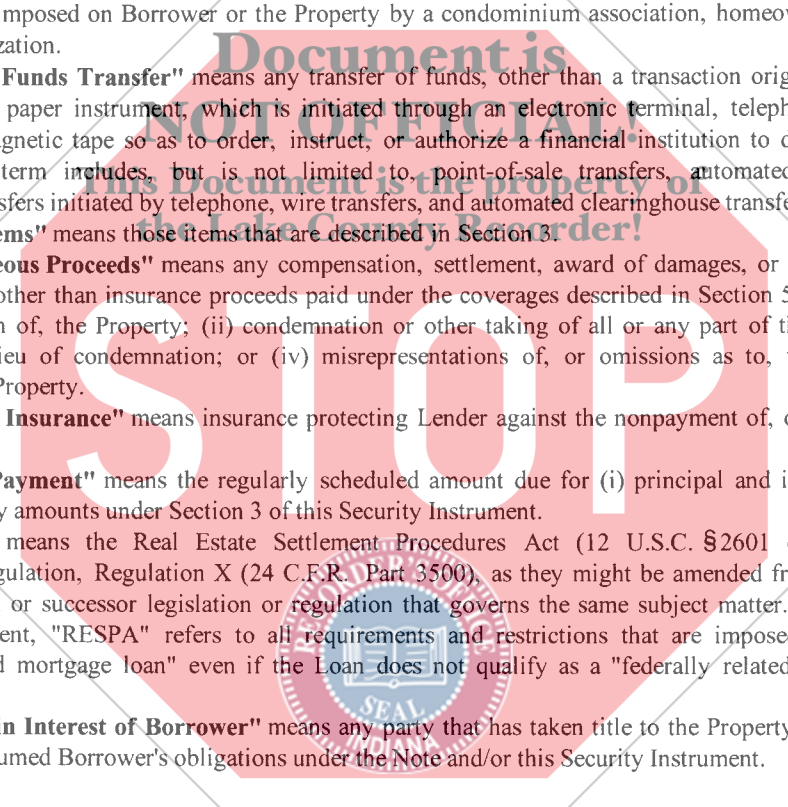 mposed on Borrower or the Property by a condominium association, homeow
zation.
Document is
Funds Transfer" means any transfer of funds, other than a transaction orig
paper instrument, which is initiated through an electronic terminal, teleph
NOT OFFICIAL!
gnetic tape so as to order, instruct, or authorize a financial institution to d
term includes, but is not limited to, point-of-sale transfers, automated
This Document is the property of
sfers initiated by telephone, wire transfers, and automated clearinghouse transfe
the Lake County Recorder!
ems" means those items that are described in Section 3.
eous Proceeds" means any compensation, settlement, award of damages, or
other than insurance proceeds paid under the coverages described in Section 5
n of, the Property; (ii) condemnation or other taking of all or any part of t
ieu of condemnation; or (iv) misrepresentations of, or omissions as to,
Property.
STOP
Insurance" means insurance protecting Lender against the nonpayment of, o
Payment" means the regularly scheduled amount due for (i) principal and i
y amounts under Section 3 of this Security Instrument.
means the Real Estate Settlement Procedures Act (12 U.S.C. §2601
gulation, Regulation X (24 C.F.R. Part 3500), as they might be amended fr
or successor legislation or regulation that governs the same subject matter.
ent, "RESPA" refers to all requirements and restrictions that are impose
d mortgage loan" even if the Loan does not qualify as a "federally related
RECORDER'S OFFICE
SEAL
INDIANA
in Interest of Borrower" means any party that has taken title to the Property
umed Borrower's obligations under the Note and/or this Security Instrument.